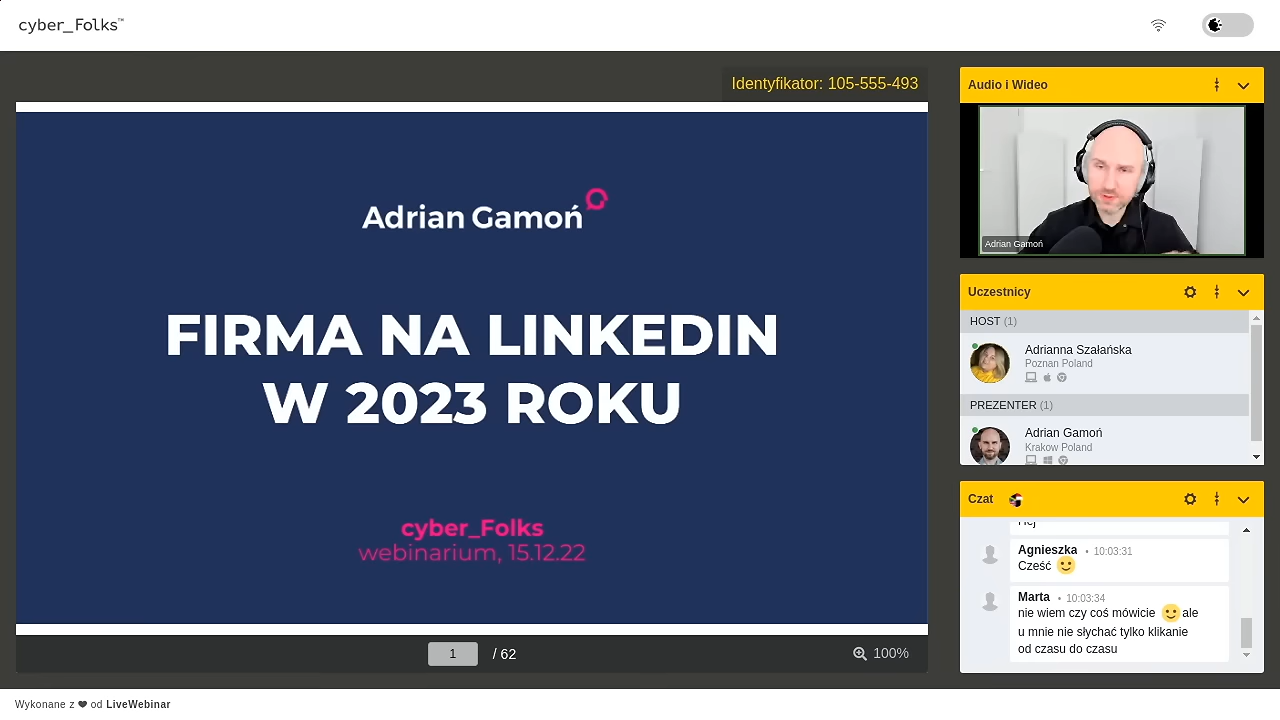 cyber_Folks™
Identyfikator: 105-555-493
Adrian Gamoń
FIRMA NA LINKEDIN
W 2023 ROKU
cyber_Folks
webinarium, 15.12.22
1 / 62
100%
Audio i Wideo
Adrian Gamoń
Uczestnicy
HOST (1)
Adrianna Szałańska
Poznan Poland
PREZENTER (1)
Adrian Gamoń
Krakow Poland
Czat
Hej
Agnieszka • 10:03:31
Cześć 🙂
Marta • 10:03:34
nie wiem czy coś mówicie 🙂 ale
u mnie nie słychać tylko klikanie
od czasu do czasu
Wykonane z ❤ od LiveWebinar